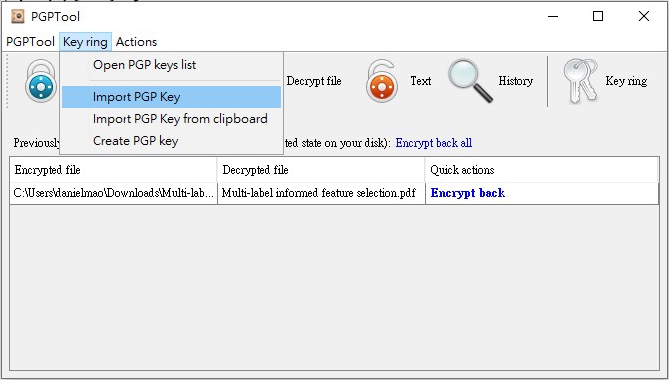 PGPTool
PGPTool Key ring Actions
Open PGP keys list
Import PGP Key
Import PGP Key from clipboard
Create PGP key
Decrypt file Text History Key ring
Previously ted state on your disk): Encrypt back all
Encrypted file Decrypted file Quick actions
C:\Users\danielmao\Downloads\Multi-lab... Multi-label informed feature selection.pdf Encrypt back